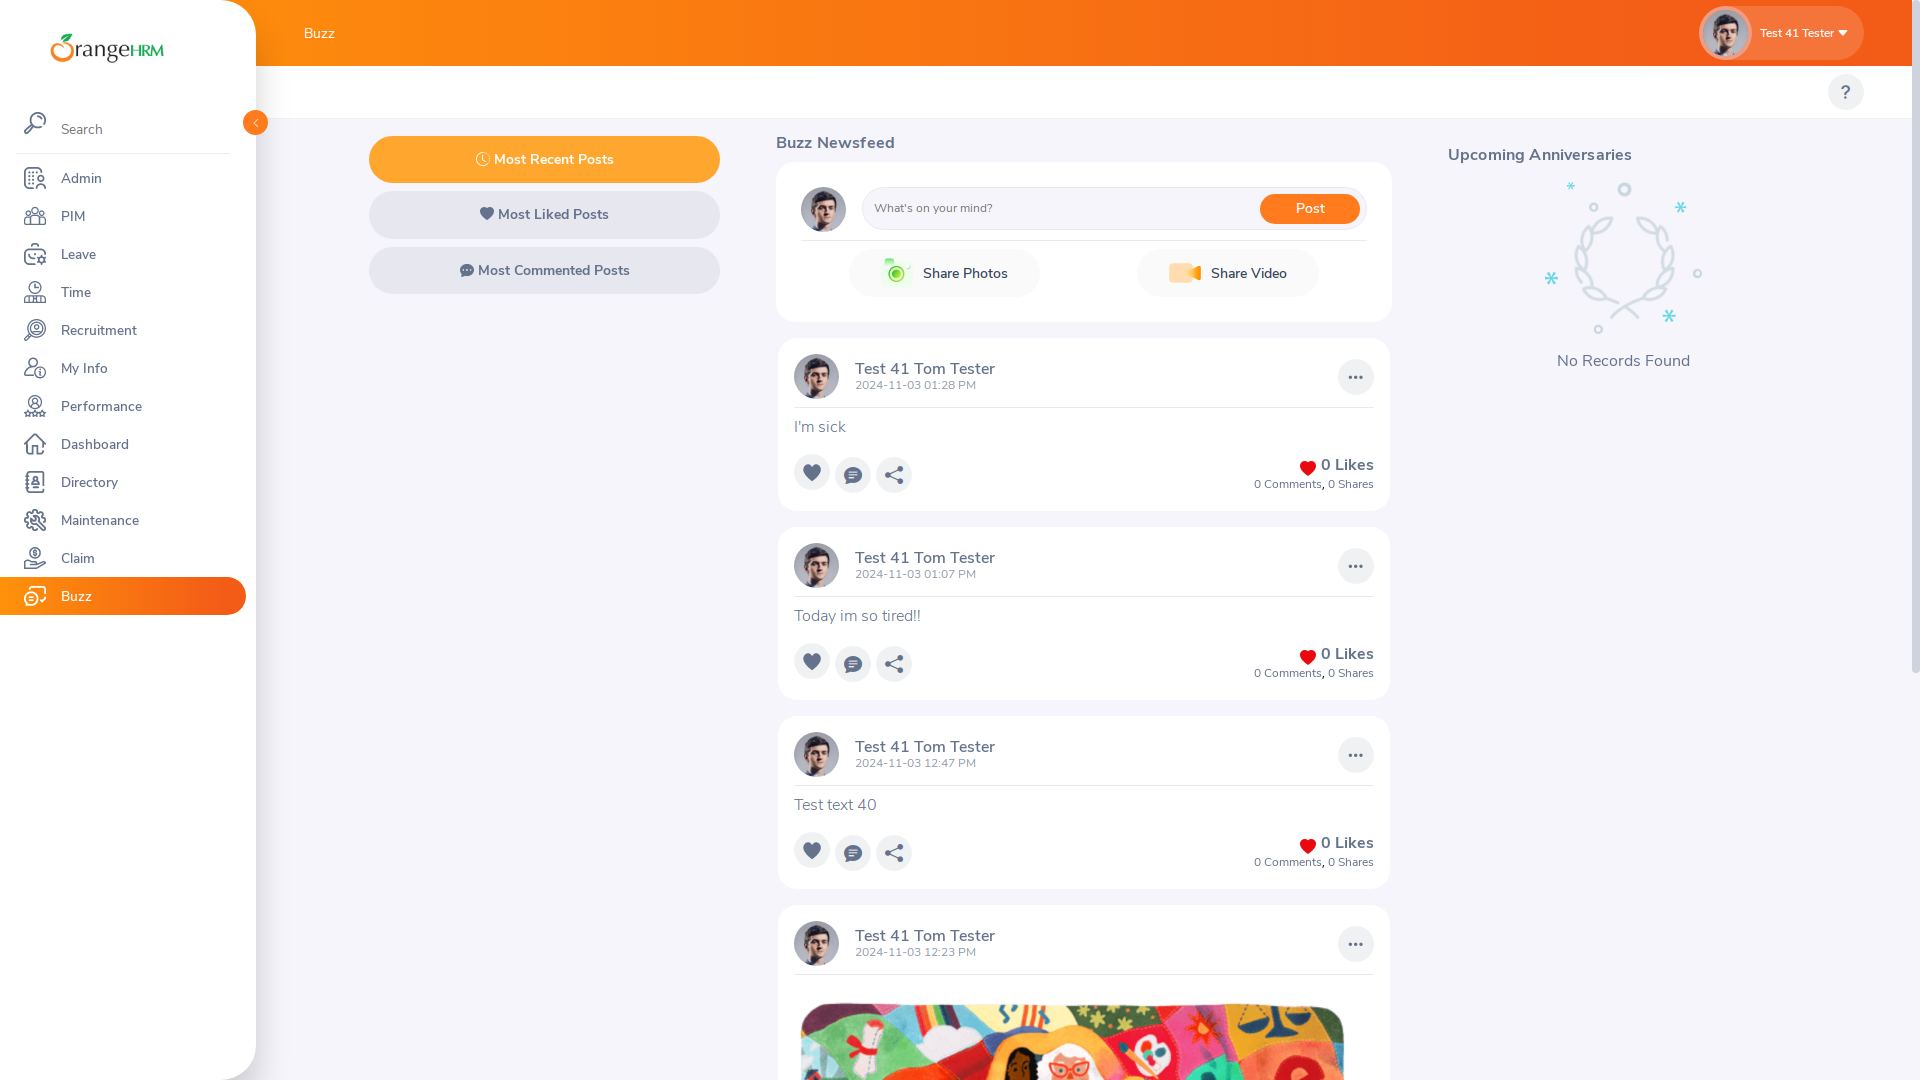 OrangeHRM
Search
Admin
PIM
Leave
Time
Recruitment
My Info
Performance
Dashboard
Directory
Maintenance
Claim
Buzz
Buzz
Test 41 Tester
?
Most Recent Posts
Most Liked Posts
Most Commented Posts
Buzz Newsfeed
What's on your mind?
Post
Share Photos
Share Video
Test 41 Tom Tester
2024-11-03 01:28 PM
I'm sick
0 Likes
0 Comments, 0 Shares
Test 41 Tom Tester
2024-11-03 01:07 PM
Today im so tired!!
0 Likes
0 Comments, 0 Shares
Test 41 Tom Tester
2024-11-03 12:47 PM
Test text 40
0 Likes
0 Comments, 0 Shares
Test 41 Tom Tester
2024-11-03 12:23 PM
Upcoming Anniversaries
No Records Found